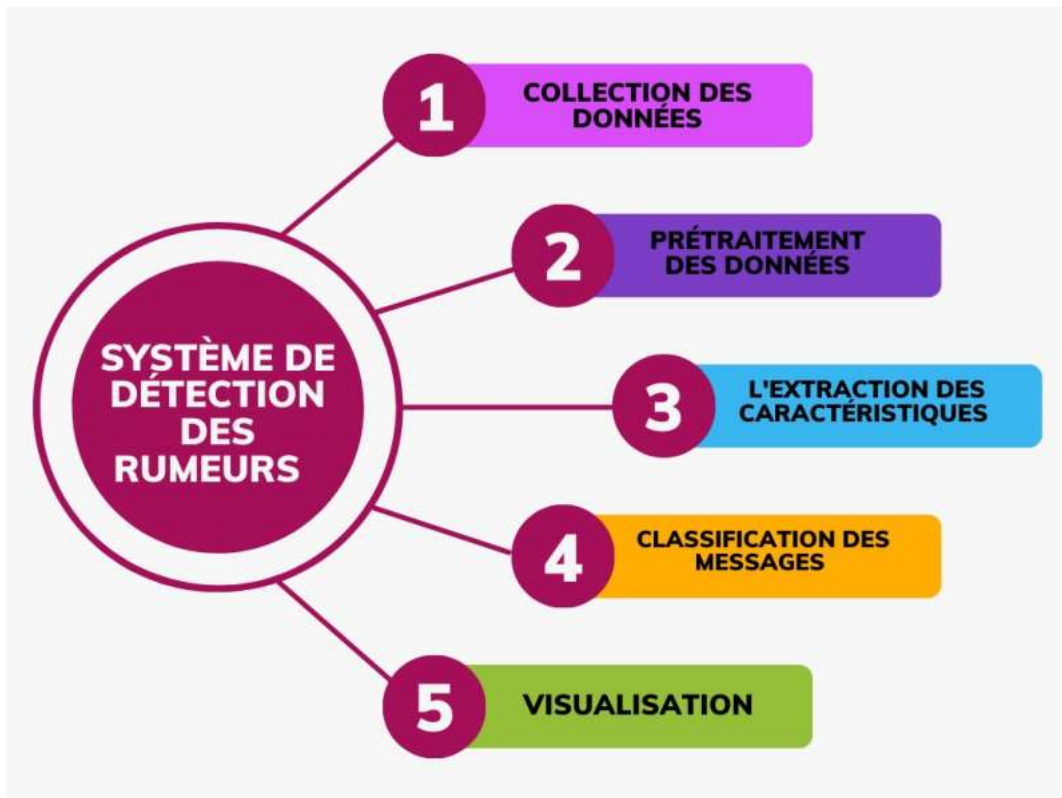 SYSTÈME DE
DÉTECTION
DES
RUMEURS
1
COLLECTION DES
DONNÉES
2
PRÉTRAITEMENT
DES DONNÉES
3
L'EXTRACTION DES
CARACTÉRISTIQUES
4
CLASSIFICATION DES
MESSAGES
5
VISUALISATION